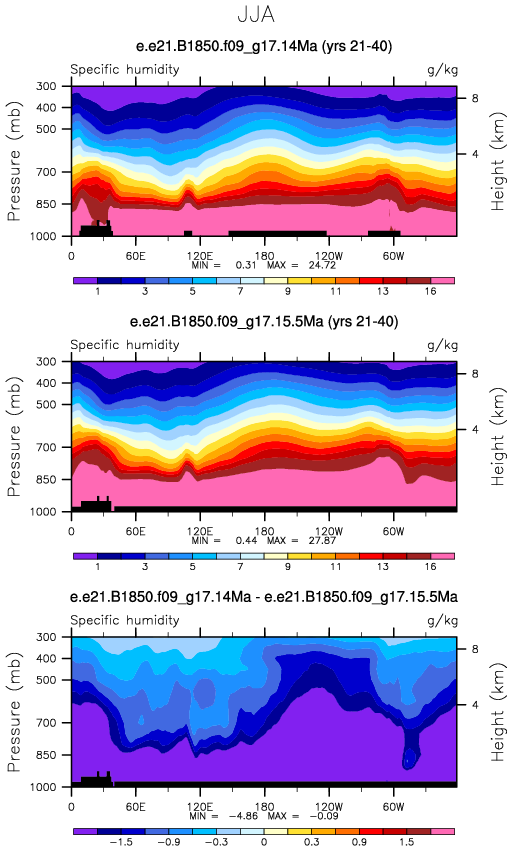 JJA
e.e21.B1850.f09_g17.14Ma (yrs 21-40)
Specific humidity g/kg
300
400
500
700
850
1000
Pressure (mb)
8
4
Height (km)
0 60E 120E 180 120W 60W
MIN = 0.31 MAX = 24.72
1 3 5 7 9 11 13 16
e.e21.B1850.f09_g17.15.5Ma (yrs 21-40)
Specific humidity g/kg
300
400
500
700
850
1000
Pressure (mb)
8
4
Height (km)
0 60E 120E 180 120W 60W
MIN = 0.44 MAX = 27.87
1 3 5 7 9 11 13 16
e.e21.B1850.f09_g17.14Ma - e.e21.B1850.f09_g17.15.5Ma
Specific humidity g/kg
300
400
500
700
850
1000
Pressure (mb)
8
4
Height (km)
0 60E 120E 180 120W 60W
MIN = -4.86 MAX = -0.09
-1.5 -0.9 -0.3 0 0.3 0.9 1.5